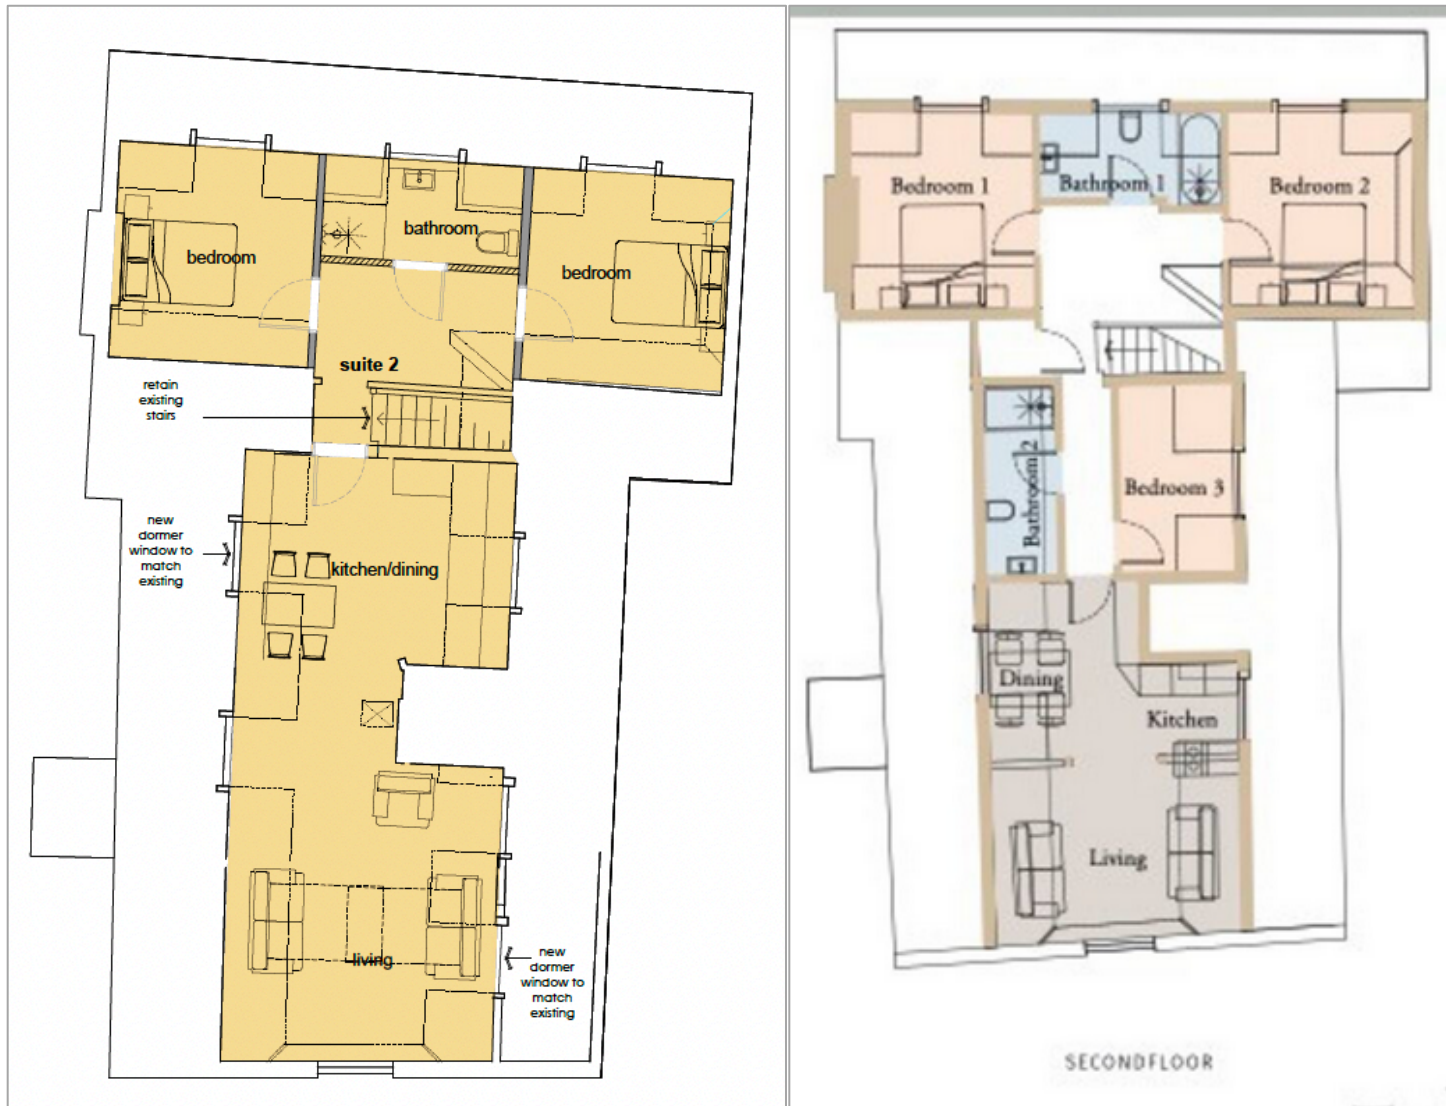 bedroom
bathroom
bedroom
suite 2
retain
existing
stairs
new
dormer
window to
match
existing
kitchen/dining
living
new
dormer
window to
match
existing
Bedroom 1
Bathroom 1
Bedroom 2
Bathroom 2
Bedroom 3
Dining
Kitchen
Living
SECONDFLOOR